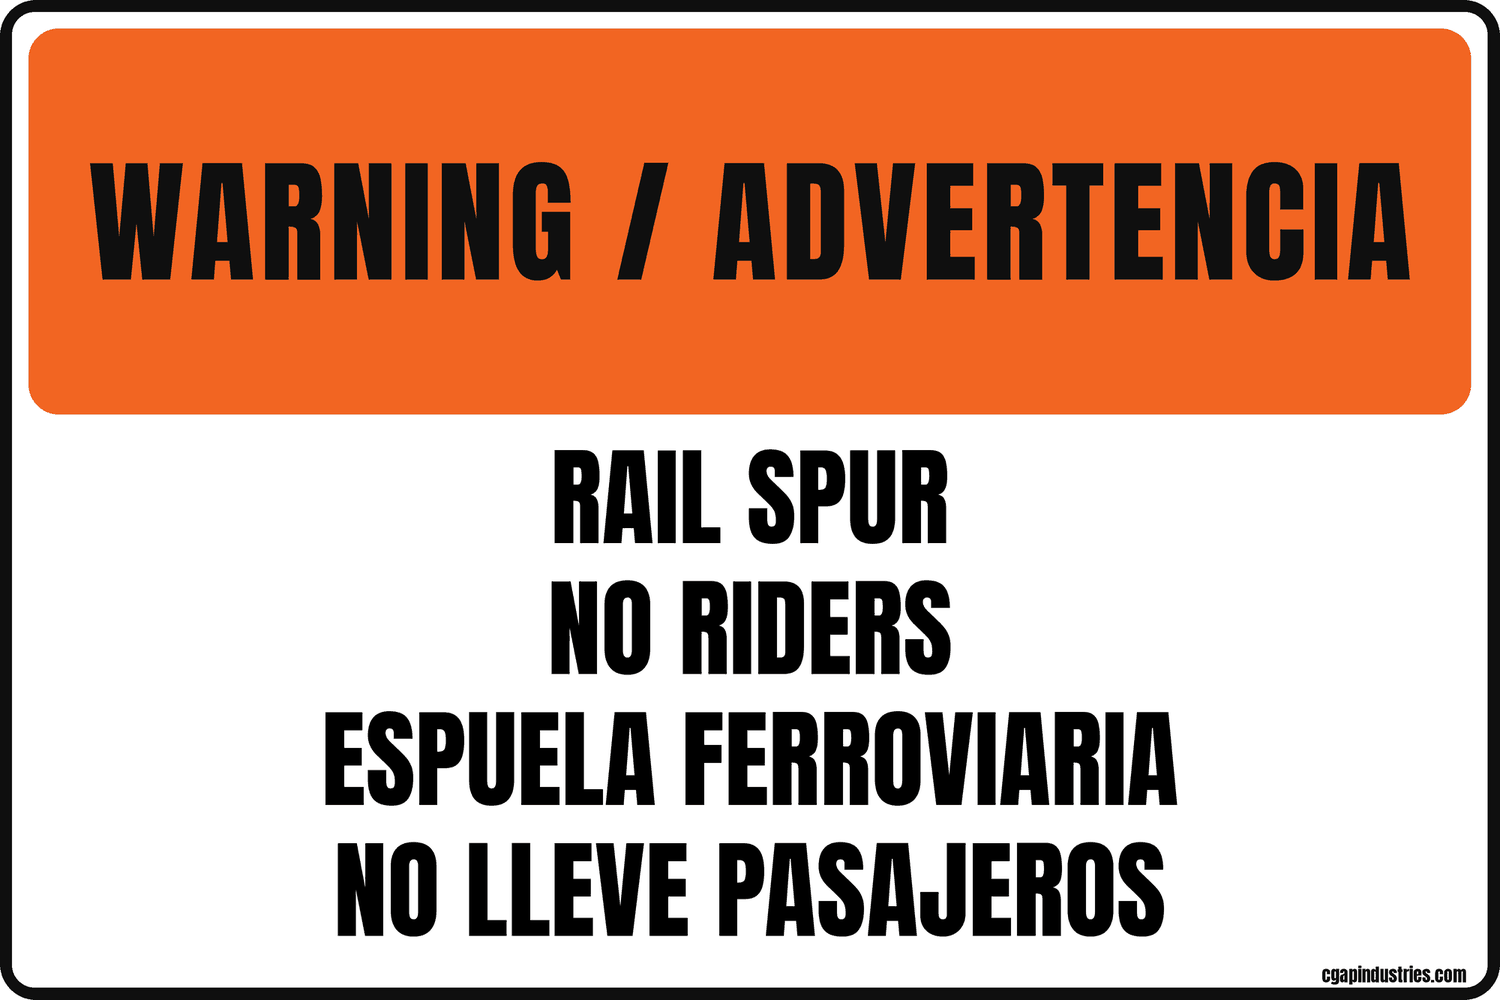 WARNING / ADVERTENCIA
RAIL SPUR
NO RIDERS
ESPUELA FERROVIARIA
NO LLEVE PASAJEROS
cgapindustries.com